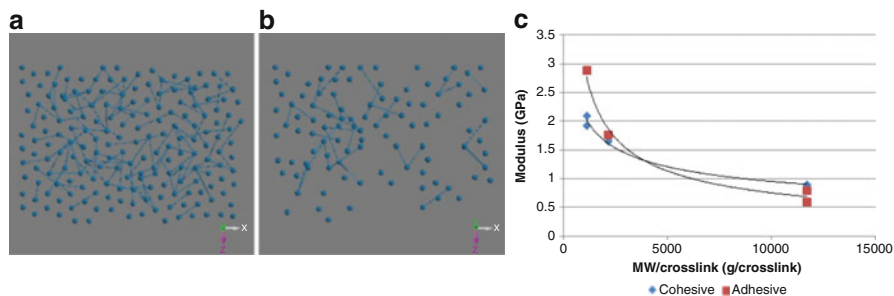 a
b
c
X
Z
X
Z
Modulus (GPa)
3.5
3
2.5
2
1.5
1
0.5
0
0
5000
10000
15000
MW/crosslink (g/crosslink)
Cohesive
Adhesive